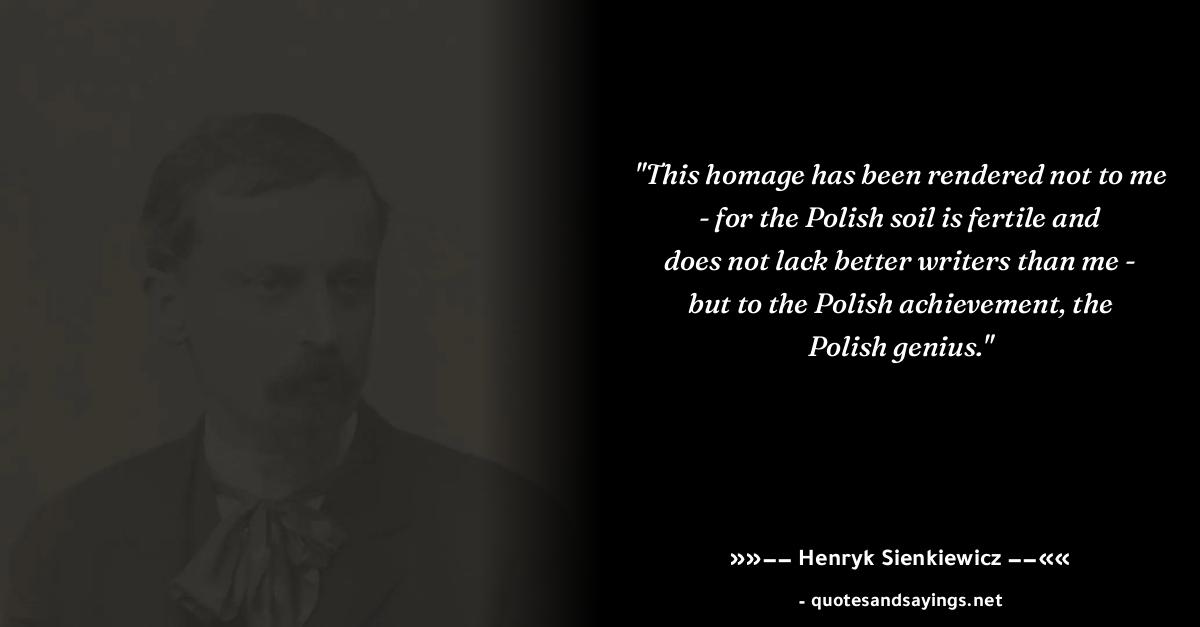 "This homage has been rendered not to me
- for the Polish soil is fertile and
does not lack better writers than me -
but to the Polish achievement, the
Polish genius."
»»–– Henryk Sienkiewicz ––««
- quotesandsayings.net